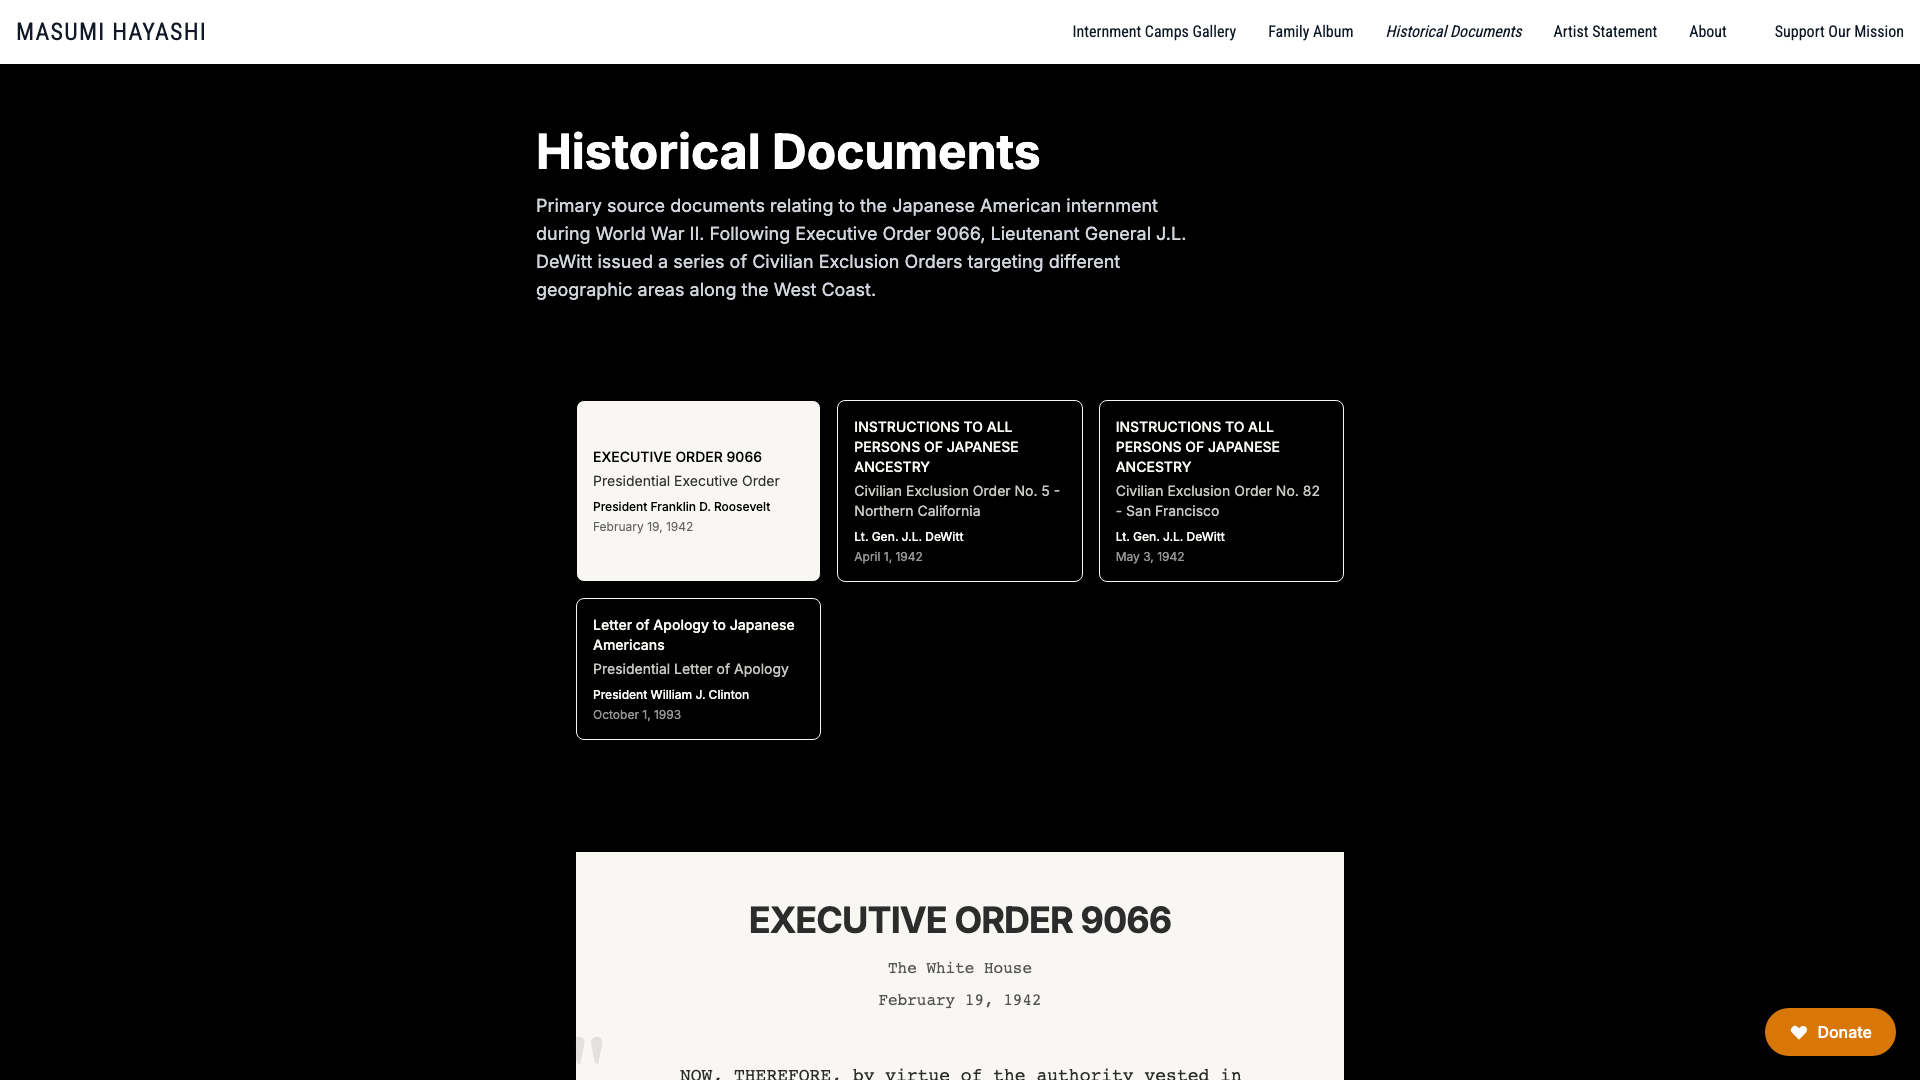 MASUMI HAYASHI
Internment Camps Gallery
Family Album
Historical Documents
Artist Statement
About
Support Our Mission
Historical Documents
Primary source documents relating to the Japanese American internment
during World War II. Following Executive Order 9066, Lieutenant General J.L.
DeWitt issued a series of Civilian Exclusion Orders targeting different
geographic areas along the West Coast.
EXECUTIVE ORDER 9066
Presidential Executive Order
President Franklin D. Roosevelt
February 19, 1942
INSTRUCTIONS TO ALL
PERSONS OF JAPANESE
ANCESTRY
Civilian Exclusion Order No. 5 -
Northern California
Lt. Gen. J.L. DeWitt
April 1, 1942
INSTRUCTIONS TO ALL
PERSONS OF JAPANESE
ANCESTRY
Civilian Exclusion Order No. 82
- San Francisco
Lt. Gen. J.L. DeWitt
May 3, 1942
Letter of Apology to Japanese
Americans
Presidential Letter of Apology
President William J. Clinton
October 1, 1993
EXECUTIVE ORDER 9066
The White House
February 19, 1942
"
NOW, THEREFORE, by virtue of the authority vested in
Donate